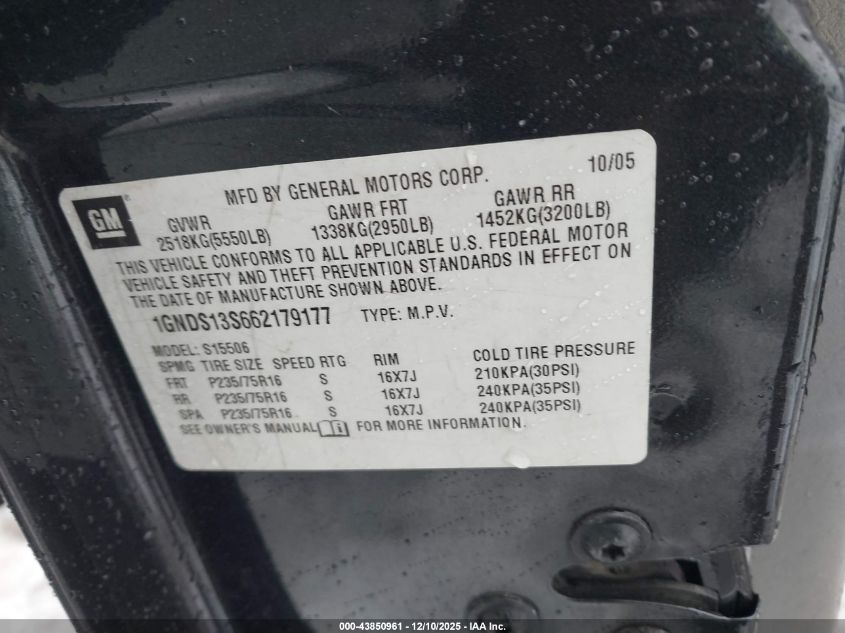 GM
MFD BY GENERAL MOTORS CORP. 10/05
GVWR GAWR FRT GAWR RR
2518KG(5550LB) 1338KG(2950LB) 1452KG(3200LB)
THIS VEHICLE CONFORMS TO ALL APPLICABLE U.S. FEDERAL MOTOR
VEHICLE SAFETY AND THEFT PREVENTION STANDARDS IN EFFECT ON
THE DATE OF MANUFACTURE SHOWN ABOVE.
1GNDS13S662179177 TYPE: M.P.V.
MODEL: S15506
SPMG TIRE SIZE SPEED RTG RIM COLD TIRE PRESSURE
FRT P235/75R16 S 16X7J 210KPA(30PSI)
RR P235/75R16 S 16X7J 240KPA(35PSI)
SPA P235/75R16 S 16X7J 240KPA(35PSI)
SEE OWNER'S MANUAL FOR MORE INFORMATION.
000-43850961 - 12/10/2025 - IAA Inc.